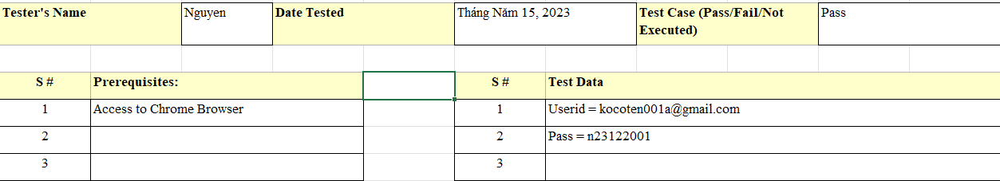 Tester's Name Nguyen Date Tested Tháng Năm 15, 2023 Test Case (Pass/Fail/Not Pass
Executed)
S # Prerequisites: S # Test Data
1 Access to Chrome Browser 1 Userid = kocoten001a@gmail.com
2 2 Pass = n23122001
3 3